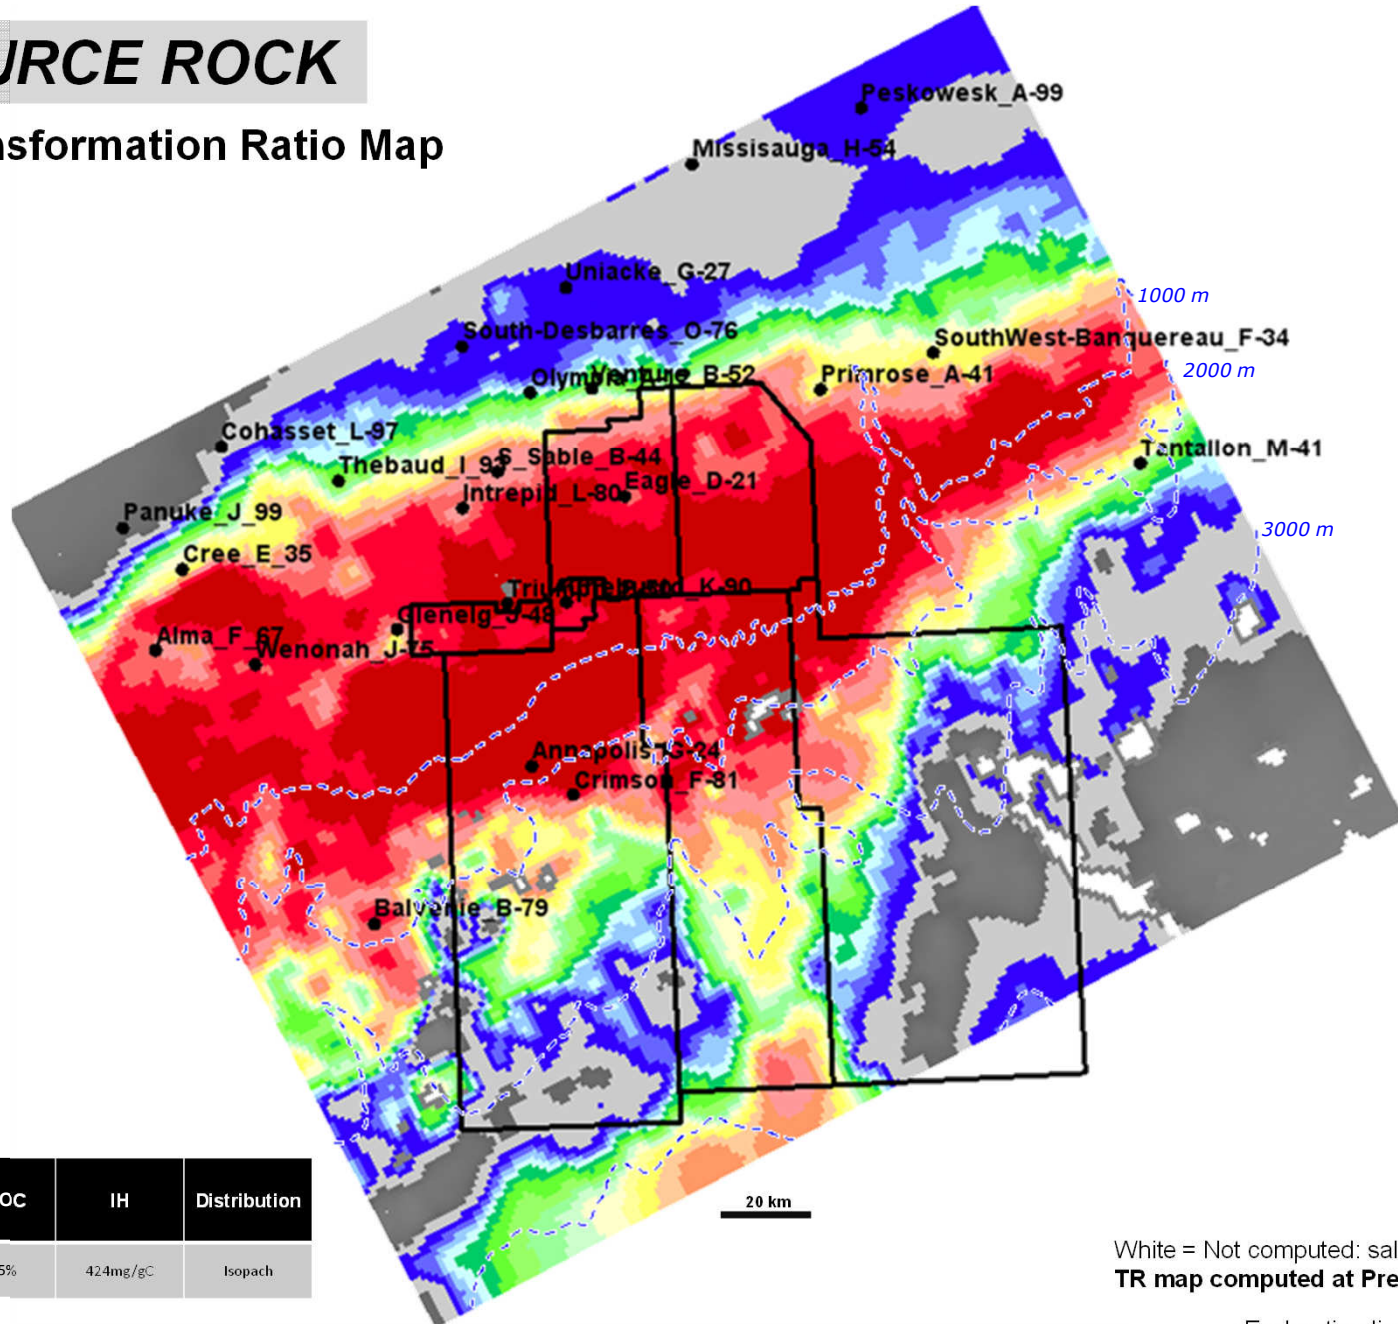 URCE ROCK
nsformation Ratio Map
Peskowesk_A-99
Missisauga_H-54
Uniacke_G-27
1000 m
South-Desbarres_O-76
SouthWest-Banquereau_F-34
2000 m
Venture_B-52
Primrose_A-41
Cohasset_L-97
Tantallon_M-41
S_Sable_B-44
Eagle_D-21
Intrepid_L-80
Panuke_J_99
3000 m
Cree_E_35
Glenelg_J-48
Alma_F_67
Wenonah_J-75
Annapolis_G-24
Crimson_F-81
Balvenie_B-79
OC IH Distribution
5% 424mg/gC Isopach
20 km
White = Not computed: sal
TR map computed at Pre